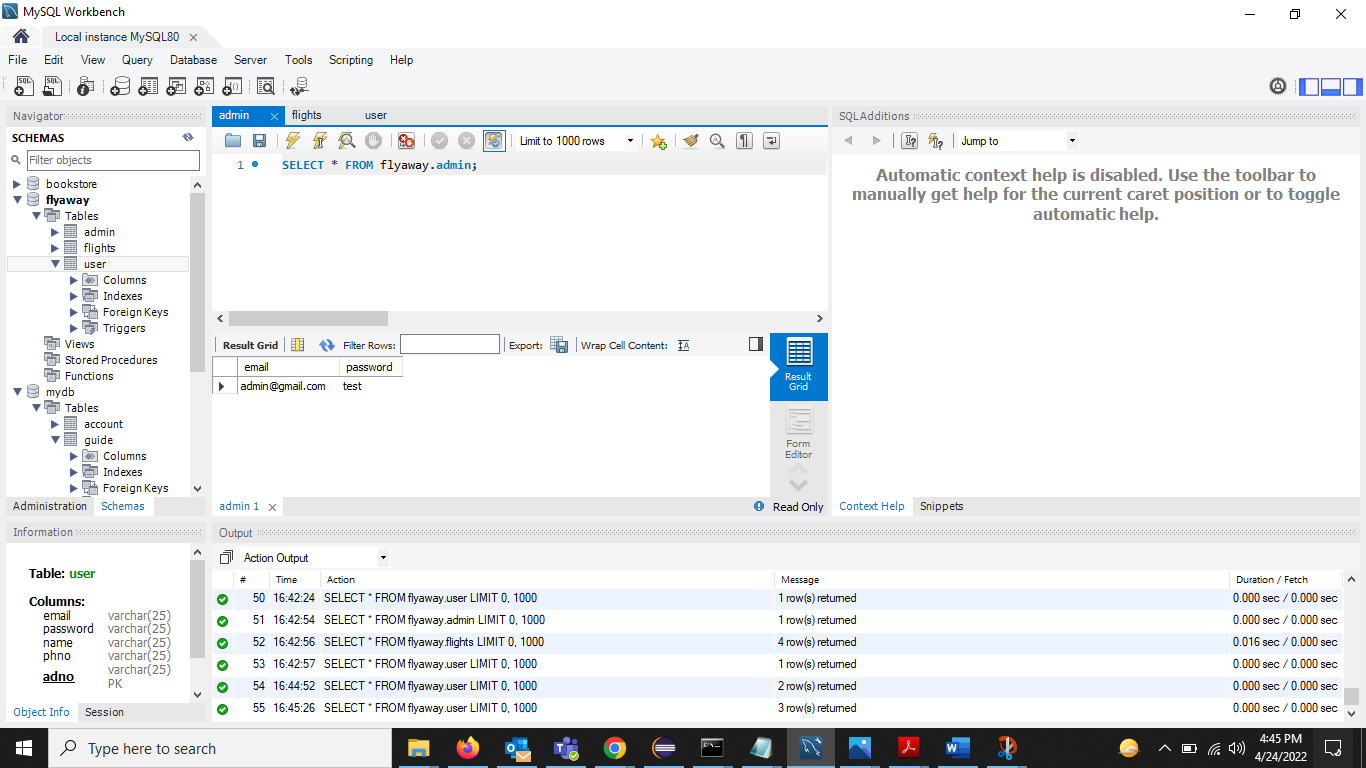 MySQL Workbench
Local instance MySQL80
File Edit View Query Database Server Tools Scripting Help
Navigator
SCHEMAS
Filter objects
bookstore
flyaway
Tables
admin
flights
user
Columns
Indexes
Foreign Keys
Triggers
Views
Stored Procedures
Functions
mydb
Tables
account
guide
Columns
Indexes
Foreign Keys
Administration Schemas
Information
Table: user
Columns:
email varchar(25)
password varchar(25)
name varchar(25)
phno varchar(25)
adno varchar(25)
PK
Object Info Session
admin flights user
Limit to 1000 rows
1 SELECT * FROM flyaway.admin;
Result Grid Filter Rows: Export: Wrap Cell Content:
email password
admin@gmail.com test
Result
Grid
Form
Editor
admin 1 Read Only
SQLAdditions
Jump to
Automatic context help is disabled. Use the toolbar to
manually get help for the current caret position or to toggle
automatic help.
Context Help Snippets
Output
Action Output
# Time Action Message Duration / Fetch
50 16:42:24 SELECT * FROM flyaway.user LIMIT 0, 1000 1 row(s) returned 0.000 sec / 0.000 sec
51 16:42:54 SELECT * FROM flyaway.admin LIMIT 0, 1000 1 row(s) returned 0.000 sec / 0.000 sec
52 16:42:56 SELECT * FROM flyaway.flights LIMIT 0, 1000 4 row(s) returned 0.016 sec / 0.000 sec
53 16:42:57 SELECT * FROM flyaway.user LIMIT 0, 1000 1 row(s) returned 0.000 sec / 0.000 sec
54 16:44:52 SELECT * FROM flyaway.user LIMIT 0, 1000 2 row(s) returned 0.000 sec / 0.000 sec
55 16:45:26 SELECT * FROM flyaway.user LIMIT 0, 1000 3 row(s) returned 0.000 sec / 0.000 sec
Type here to search
4:45 PM
4/24/2022